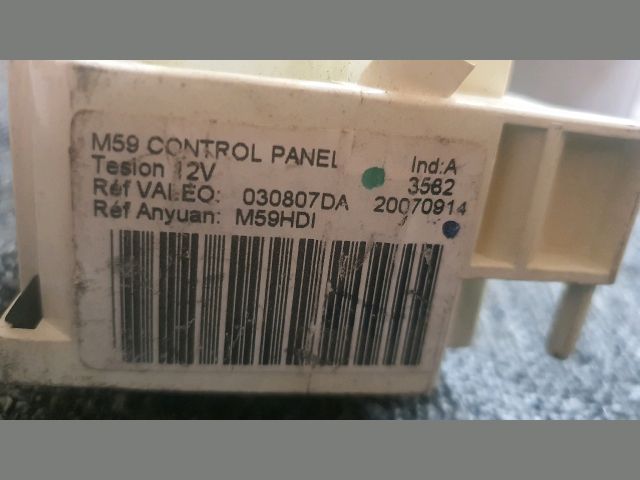 M59 CONTROL PANEL Ind:A
Tesion 12V 3562
Réf VALEO: 030807DA 20070914
Réf Anyuan: M59HDI